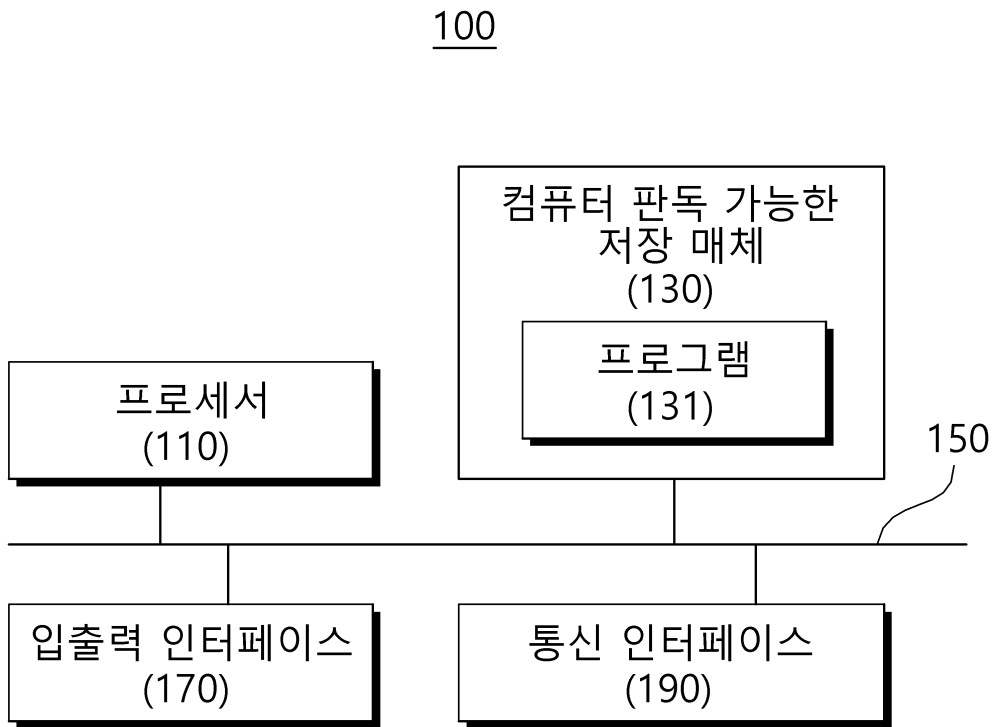 100
컴퓨터 판독 가능한
저장 매체
(130)
프로그램
(131)
프로세서
(110)
150
입출력 인터페이스
(170)
통신 인터페이스
(190)